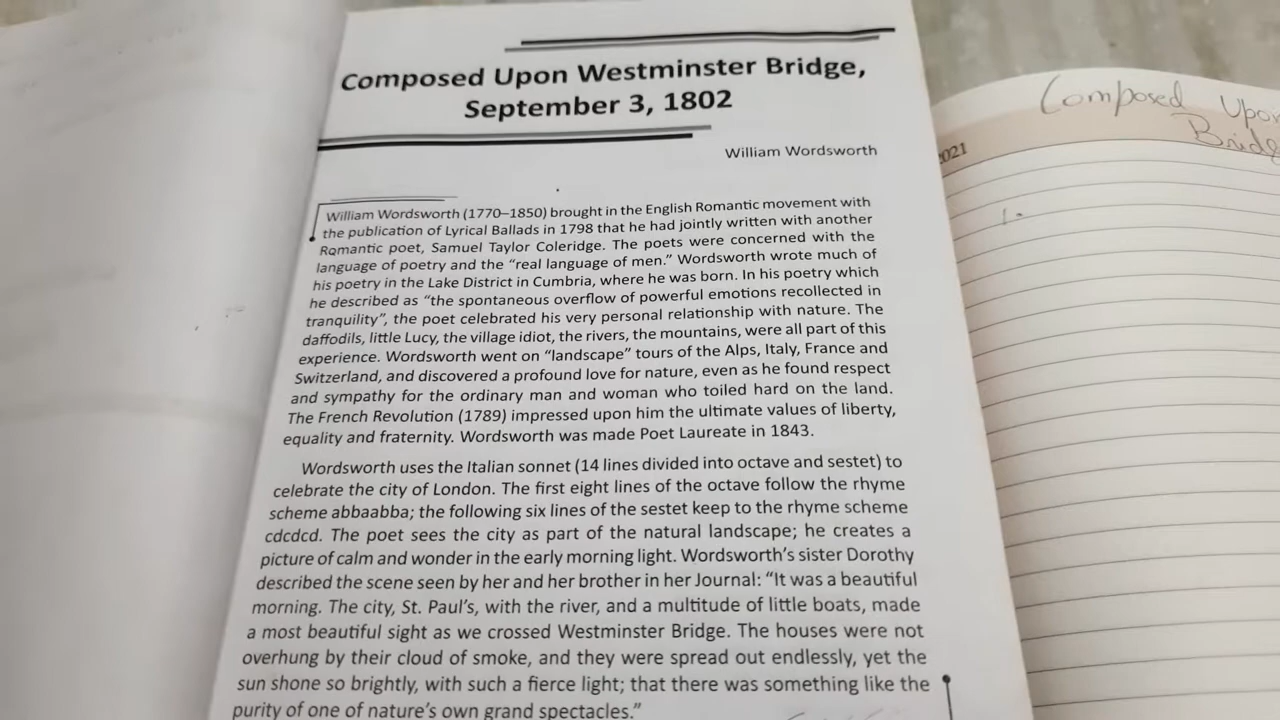 Composed Upon Westminster Bridge,
September 3, 1802
William Wordsworth
William Wordsworth (1770–1850) brought in the English Romantic movement with
the publication of Lyrical Ballads in 1798 that he had jointly written with another
Romantic poet, Samuel Taylor Coleridge. The poets were concerned with the
language of poetry and the “real language of men.” Wordsworth wrote much of
his poetry in the Lake District in Cumbria, where he was born. In his poetry which
he described as “the spontaneous overflow of powerful emotions recollected in
tranquility”, the poet celebrated his very personal relationship with nature. The
daffodils, little Lucy, the village idiot, the rivers, the mountains, were all part of this
experience. Wordsworth went on “landscape” tours of the Alps, Italy, France and
Switzerland, and discovered a profound love for nature, even as he found respect
and sympathy for the ordinary man and woman who toiled hard on the land.
The French Revolution (1789) impressed upon him the ultimate values of liberty,
equality and fraternity. Wordsworth was made Poet Laureate in 1843.
Wordsworth uses the Italian sonnet (14 lines divided into octave and sestet) to
celebrate the city of London. The first eight lines of the octave follow the rhyme
scheme abbaabba; the following six lines of the sestet keep to the rhyme scheme
cdcdcd. The poet sees the city as part of the natural landscape; he creates a
picture of calm and wonder in the early morning light. Wordsworth’s sister Dorothy
described the scene seen by her and her brother in her Journal: “It was a beautiful
morning. The city, St. Paul’s, with the river, and a multitude of little boats, made
a most beautiful sight as we crossed Westminster Bridge. The houses were not
overhung by their cloud of smoke, and they were spread out endlessly, yet the
sun shone so brightly, with such a fierce light; that there was something like the
purity of one of nature’s own grand spectacles.”
Composed Upon
Bridg
2021
1.